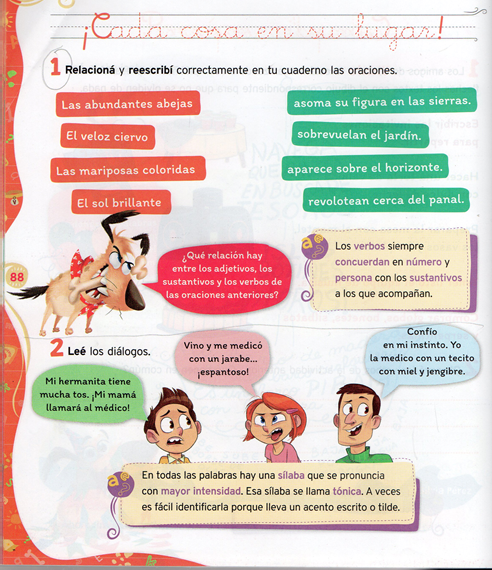 ¡Cada cosa en su lugar!
1 Relacioná y reescribí correctamente en tu cuaderno las oraciones.
Las abundantes abejas
El veloz ciervo
Las mariposas coloridas
El sol brillante
asoma su figura en las sierras.
sobrevuelan el jardín.
aparece sobre el horizonte.
revolotean cerca del panal.
88
¿Qué relación hay
entre los adjetivos, los
sustantivos y los verbos de
las oraciones anteriores?
Los verbos siempre
concuerdan en número y
persona con los sustantivos
a los que acompañan.
2 Leé los diálogos.
Mi hermanita tiene
mucha tos. ¡Mi mamá
llamará al médico!
Vino y me medicó
con un jarabe...
¡espantoso!
Confío
en mi instinto. Yo
la medico con un tecito
con miel y jengibre.
En todas las palabras hay una sílaba que se pronuncia
con mayor intensidad. Esa sílaba se llama tónica. A veces
es fácil identificarla porque lleva un acento escrito o tilde.